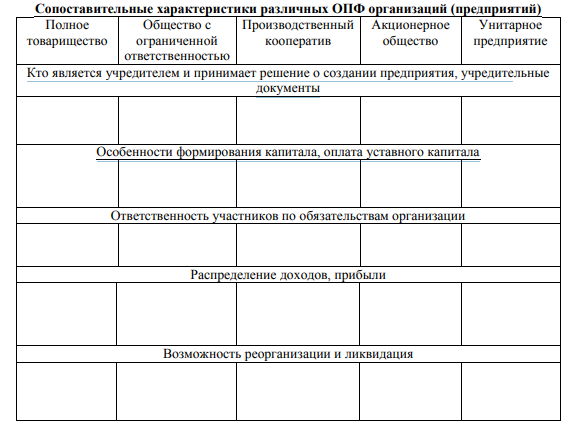 Сопоставительные характеристики различных ОПФ организаций (предприятий)
Полное товарищество
Общество с ограниченной ответственностью
Производственный кооператив
Акционерное общество
Унитарное предприятие
Кто является учредителем и принимает решение о создании предприятия, учредительные
документы
Особенности формирования капитала, оплата уставного капитала
Ответственность участников по обязательствам организации
Распределение доходов, прибыли
Возможность реорганизации и ликвидация